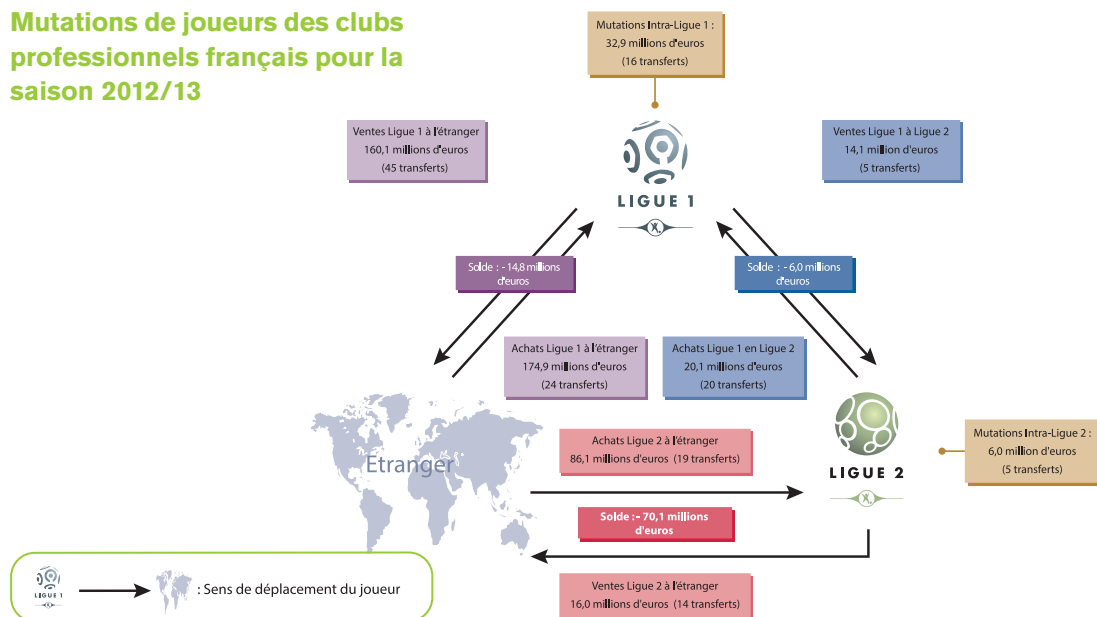 Mutations de joueurs des clubs
professionnels français pour la
saison 2012/13
Mutations Intra-Ligue 1 :
32,9 millions d'euros
(16 transferts)
Ventes Ligue 1 à l'étranger
160,1 millions d'euros
(45 transferts)
Ventes Ligue 1 à Ligue 2
14,1 million d'euros
(5 transferts)
LIGUE 1
Solde : - 14,8 millions
d'euros
Solde : - 6,0 millions
d'euros
Achats Ligue 1 à l'étranger
174,9 millions d'euros
(24 transferts)
Achats Ligue 1 en Ligue 2
20,1 millions d'euros
(20 transferts)
Etranger
Achats Ligue 2 à l'étranger
86,1 millions d'euros (19 transferts)
LIGUE 2
Mutations Intra-Ligue 2 :
6,0 million d'euros
(5 transferts)
Solde :- 70,1 millions
d'euros
Ventes Ligue 2 à l'étranger
16,0 millions d'euros (14 transferts)
LIGUE 1
: Sens de déplacement du joueur